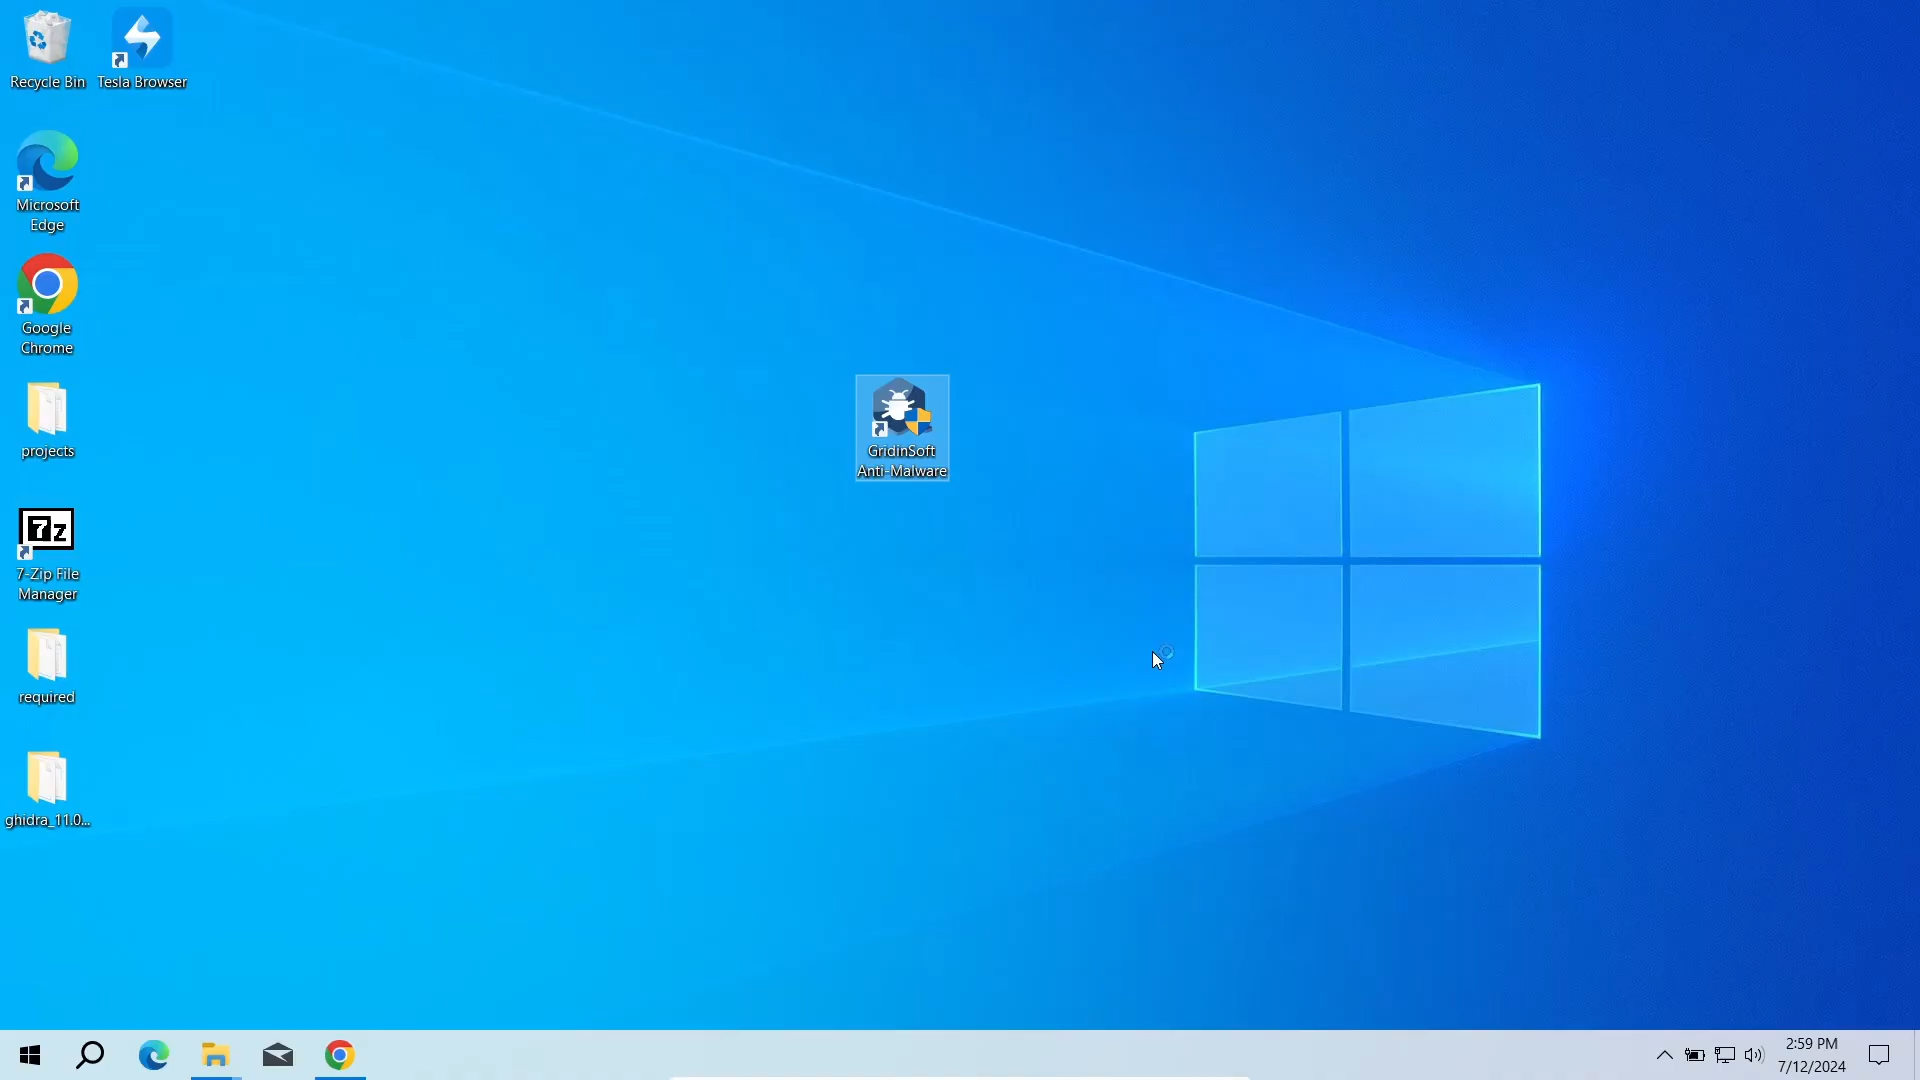 Recycle Bin
Tesla Browser
Microsoft
Edge
Google
Chrome
projects
7z
7-Zip File
Manager
required
ghidra_11.0...
GridinSoft
Anti-Malware
2:59 PM
7/12/2024